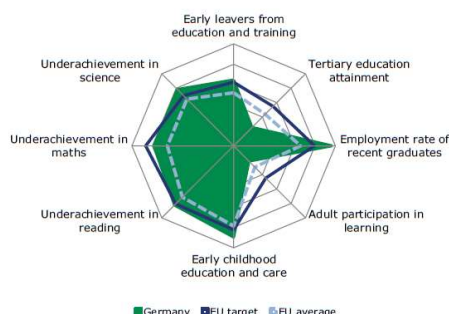 Early leavers from
education and training
Underachievement in
science
Tertiary education
attainment
Underachievement in
maths
Employment rate of
recent graduates
Underachievement in
reading
Adult participation in
learning
Early childhood
education and care
Germany EU target EU average